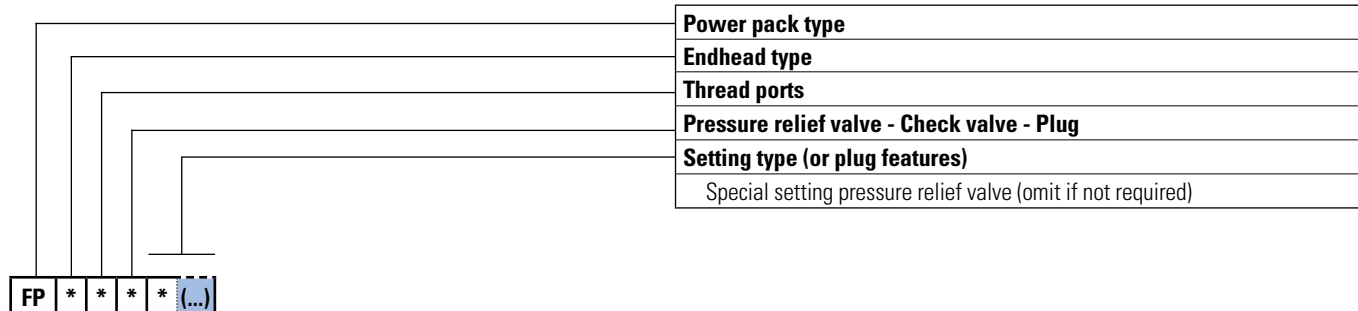 Power pack type
Endhead type
Thread ports
Pressure relief valve - Check valve - Plug
Setting type (or plug features)
Special setting pressure relief valve (omit if not required)
FP * * * * (...)